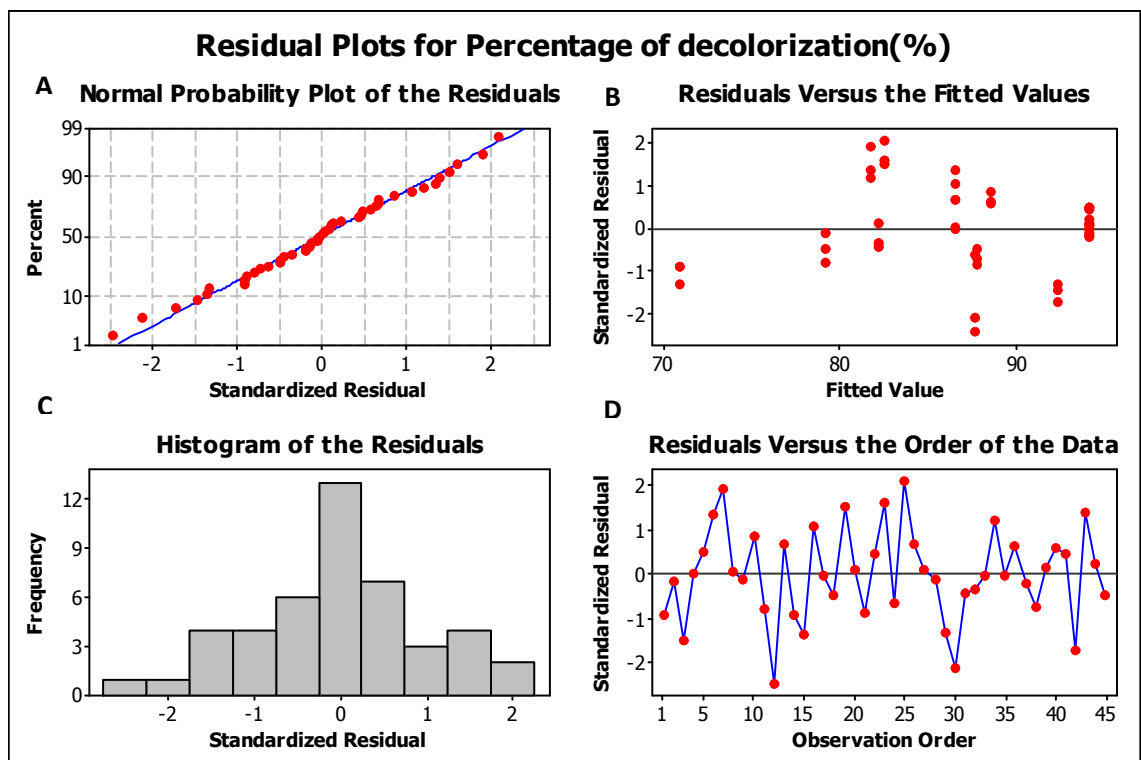 Residual Plots for Percentage of decolorization(%)
A
Normal Probability Plot of the Residuals
99
90
50
10
1
Percent
-2 -1 0 1 2
Standardized Residual
B
Residuals Versus the Fitted Values
2
1
0
-1
-2
Standardized Residual
70 80 90
Fitted Value
C
Histogram of the Residuals
12
9
6
3
0
Frequency
-2 -1 0 1 2
Standardized Residual
D
Residuals Versus the Order of the Data
2
1
0
-1
-2
Standardized Residual
1 5 10 15 20 25 30 35 40 45
Observation Order